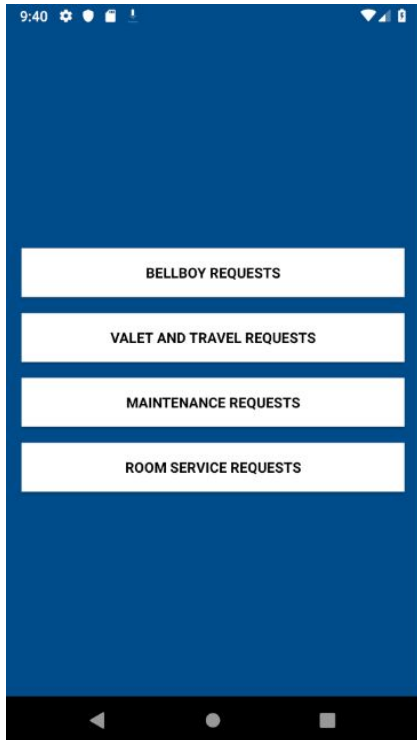 9:40
BELLBOY REQUESTS
VALET AND TRAVEL REQUESTS
MAINTENANCE REQUESTS
ROOM SERVICE REQUESTS